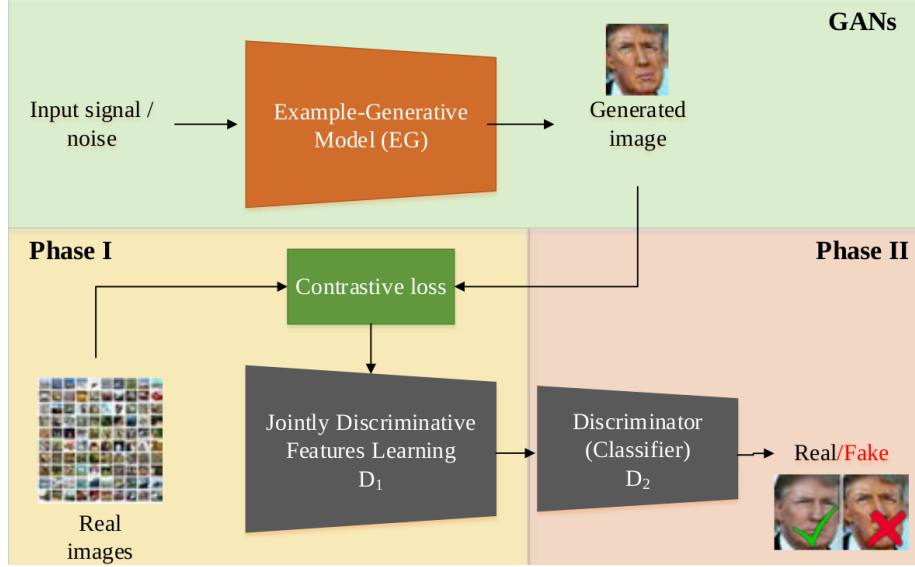 GANs
Input signal /
noise
Example-Generative
Model (EG)
Generated
image
Phase I
Phase II
Contrastive loss
Jointly Discriminative
Features Learning
D₁
Discriminator
(Classifier)
D₂
Real/Fake
Real
images